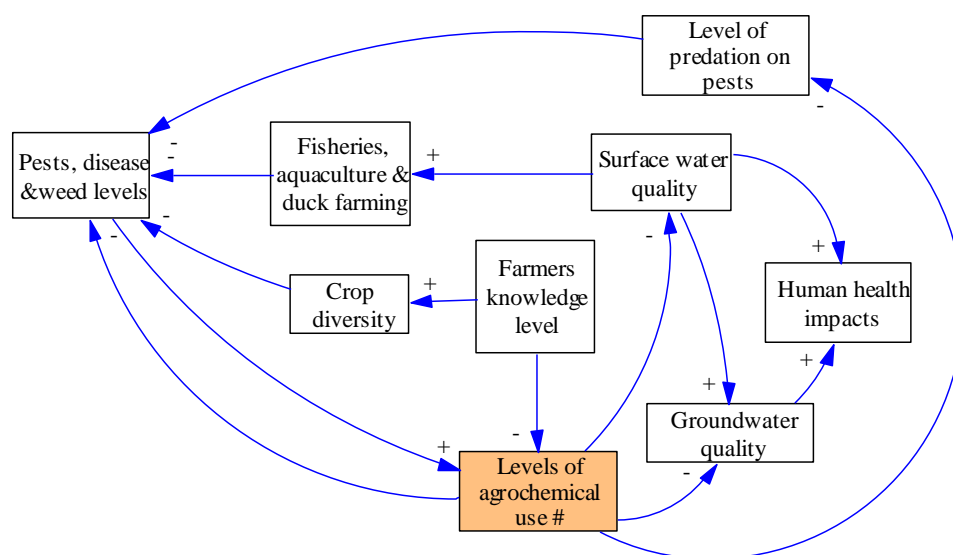 Level of
predation on
pests
-
-
-
Pests, disease
&weed levels
Fisheries,
aquaculture &
duck farming
+
Surface water
quality
-
-
-
+
Crop
diversity
+
Farmers
knowledge
level
Human health
impacts
+
+
+
Groundwater
quality
-
-
+
Levels of
agrochemical
use #